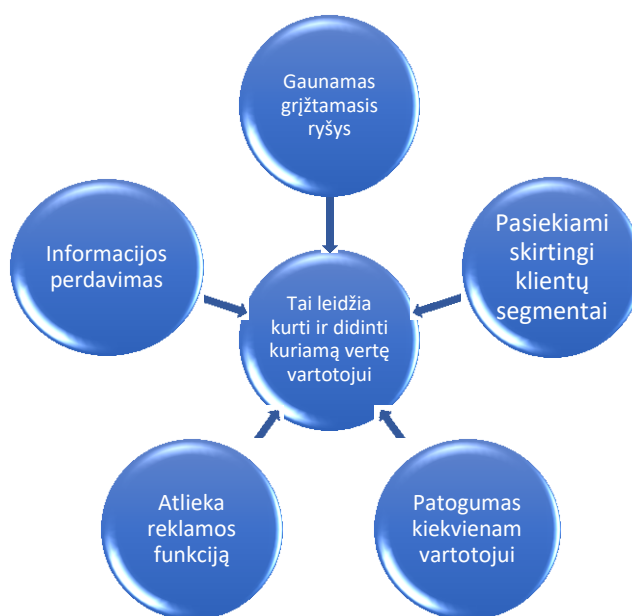 Gaunamas
grįžtamasis
ryšys
Informacijos
perdavimas
Pasiekiami
skirtingi
klientų
segmentai
Tai leidžia
kurti ir didinti
kuriamą vertę
vartotojui
Atlieka
reklamos
funkciją
Patogumas
kiekvienam
vartotojui